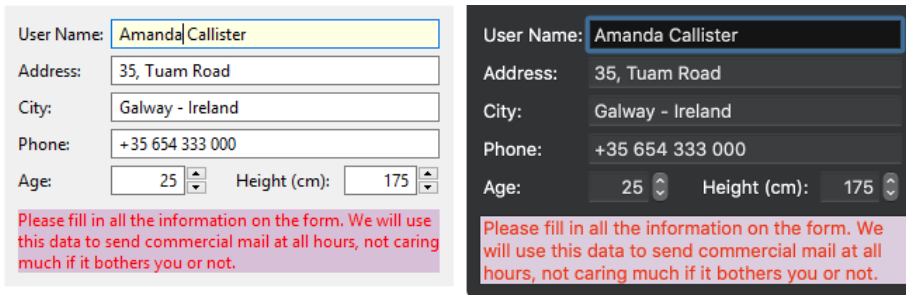 User Name: Amanda Callister
Address: 35, Tuam Road
City: Galway - Ireland
Phone: +35 654 333 000
Age: 25 Height (cm): 175
Please fill in all the information on the form. We will use
this data to send commercial mail at all hours, not caring
much if it bothers you or not.
User Name: Amanda Callister
Address: 35, Tuam Road
City: Galway - Ireland
Phone: +35 654 333 000
Age: 25 Height (cm): 175
Please fill in all the information on the form. We
will use this data to send commercial mail at all
hours, not caring much if it bothers you or not.